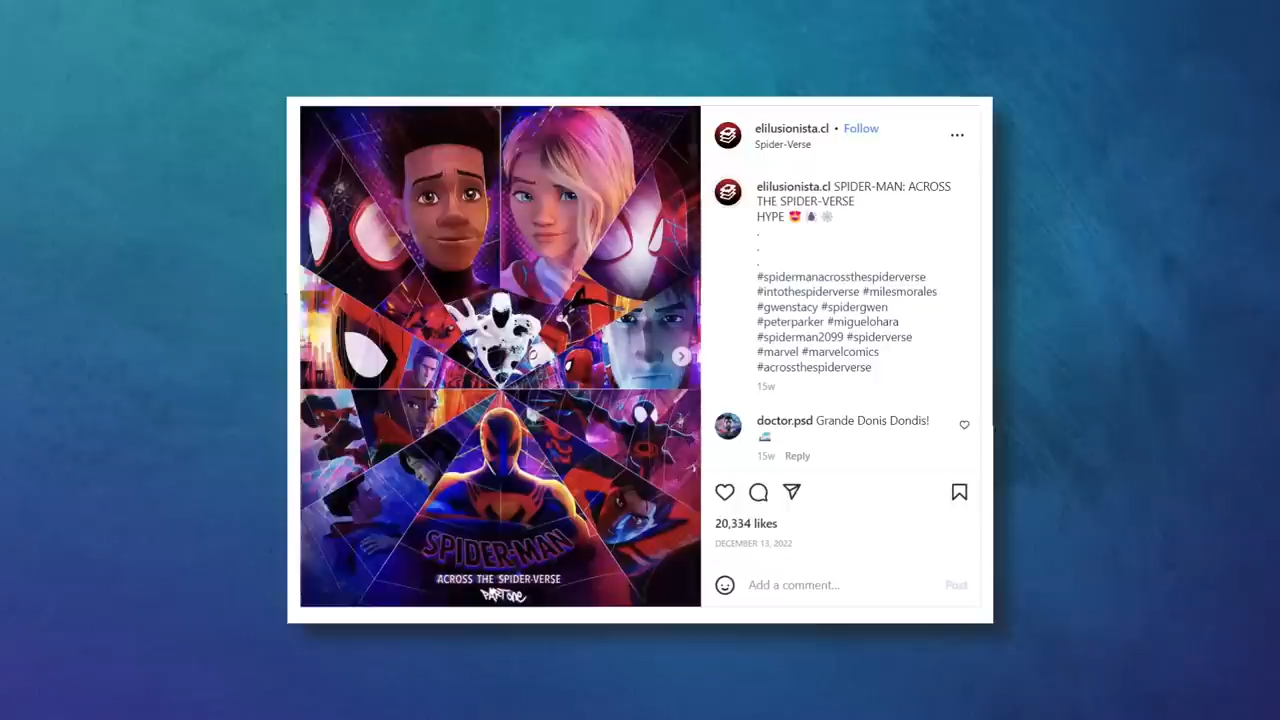 SPIDER-MAN
ACROSS THE SPIDER-VERSE
PART One
elilusionista.cl • Follow
Spider-Verse
elilusionista.cl SPIDER-MAN: ACROSS
THE SPIDER-VERSE
HYPE 😍 🕷 🕸
.
.
.
#spidermanacrossthespiderverse
#intothespiderverse #milesmorales
#gwenstacy #spidergwen
#peterparker #miguelohara
#spiderman2099 #spiderverse
#marvel #marvelcomics
#acrossthespiderverse
15w
doctor.psd Grande Donis Dondis!
15w Reply
20,334 likes
DECEMBER 13, 2022
Add a comment...
Post